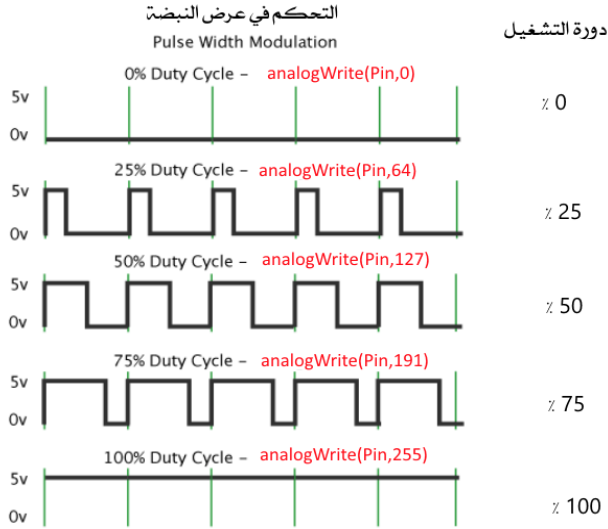 التحكم في عرض النبضة
دورة التشغيل
Pulse Width Modulation
0% Duty Cycle – analogWrite(Pin,0)
5v
٪ 0
0v
25% Duty Cycle – analogWrite(Pin,64)
5v
٪ 25
0v
50% Duty Cycle – analogWrite(Pin,127)
5v
٪ 50
0v
75% Duty Cycle – analogWrite(Pin,191)
5v
٪ 75
0v
100% Duty Cycle – analogWrite(Pin,255)
5v
٪ 100
0v